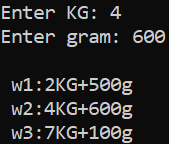 Enter KG: 4
Enter gram: 600
w1:2KG+500g
w2:4KG+600g
w3:7KG+100g